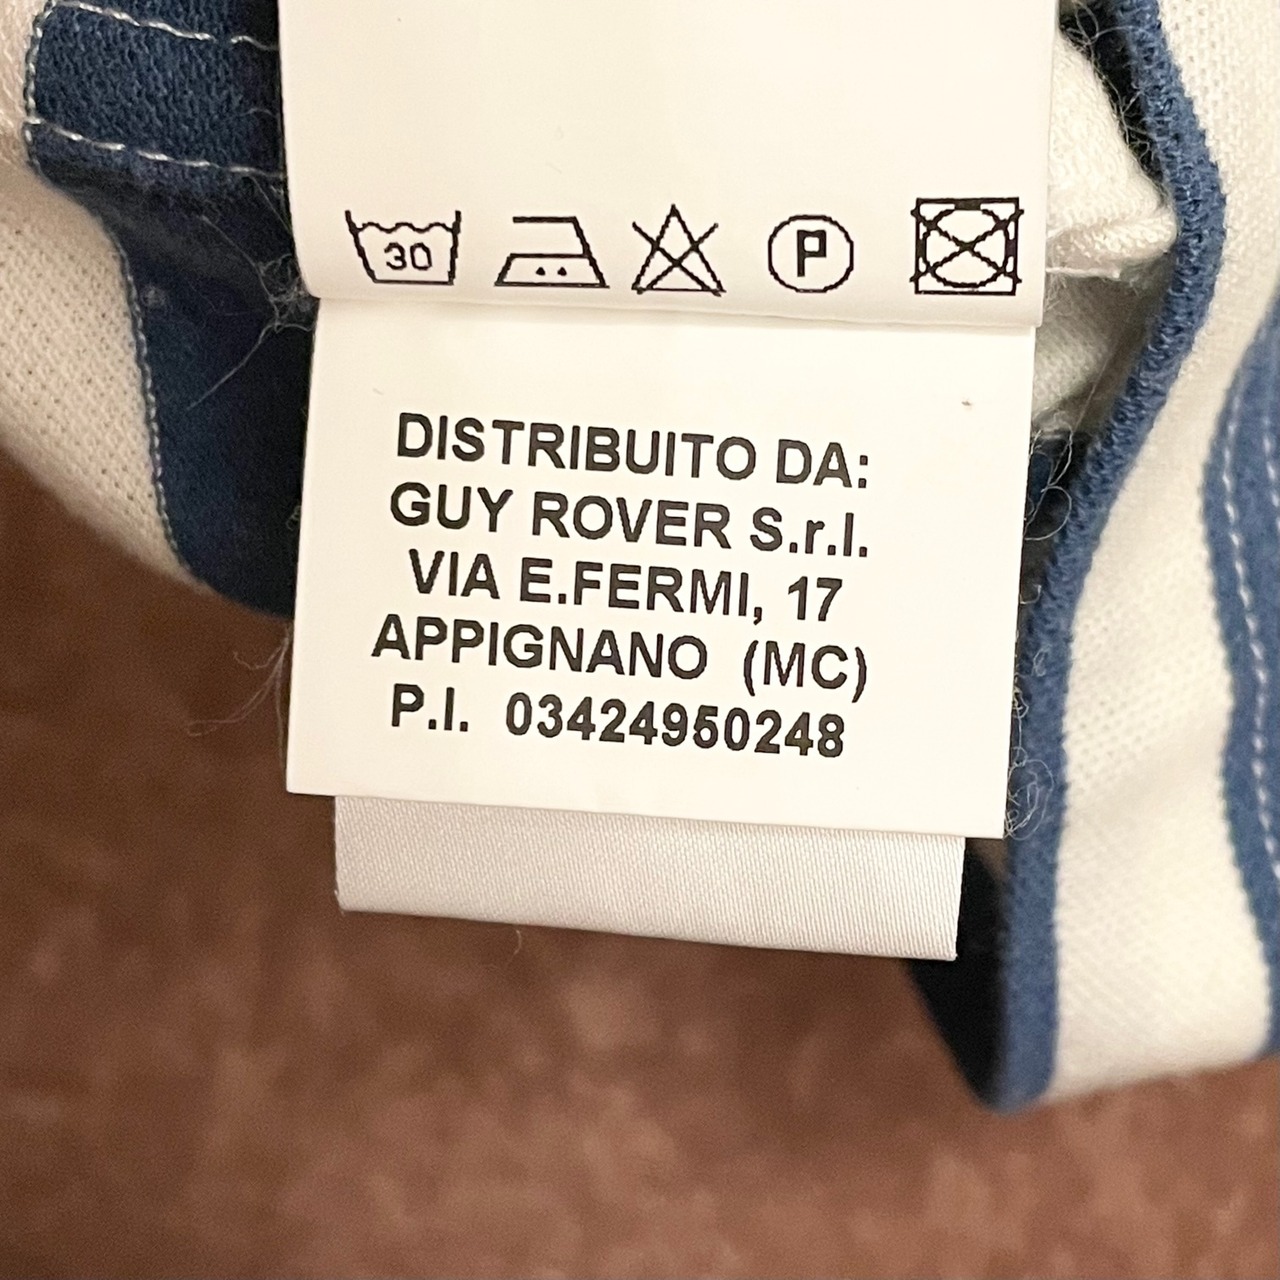 30
P
DISTRIBUITO DA:
GUY ROVER S.r.l.
VIA E.FERMI, 17
APPIGNANO (MC)
P.I. 03424950248